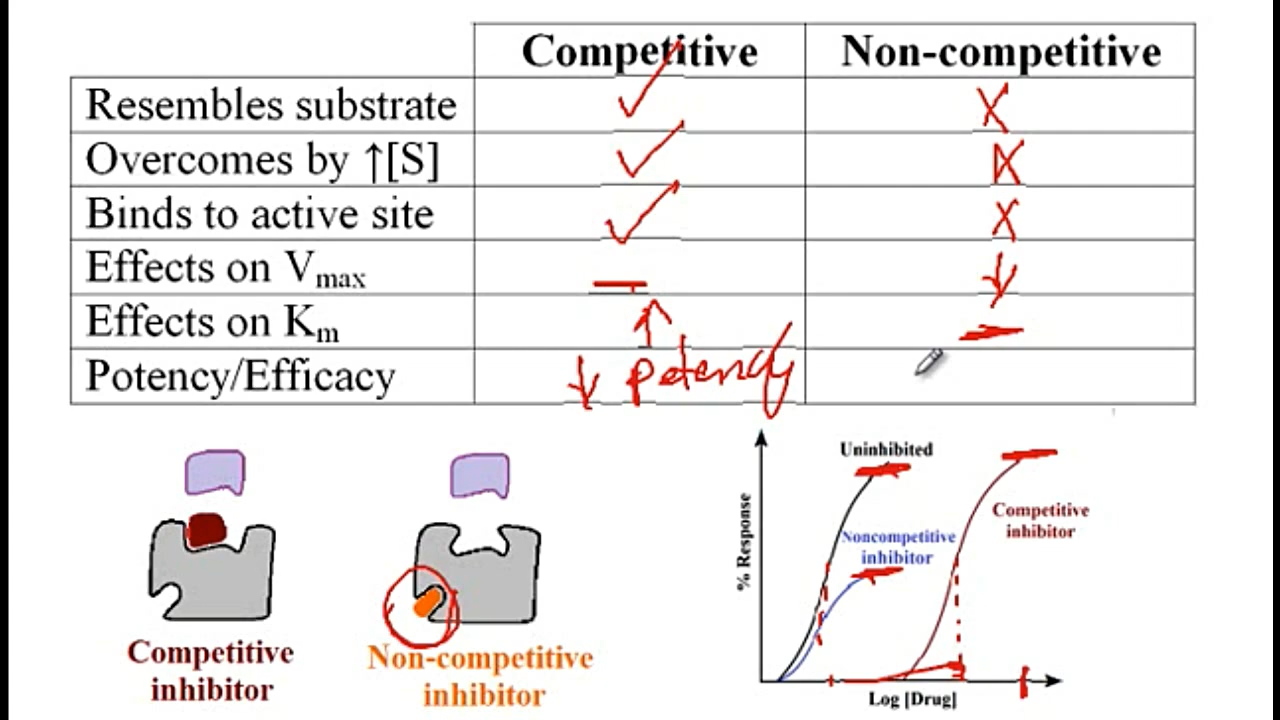 Competitive Non-competitive
Resembles substrate ✓ X
Overcomes by ↑[S] ✓ X
Binds to active site ✓ X
Effects on Vmax — ↓
Effects on Km ↑ —
Potency/Efficacy ↓ potency
Uninhibited
Competitive
inhibitor
Noncompetitive
inhibitor
% Response
Log [Drug]
Competitive
inhibitor
Non-competitive
inhibitor